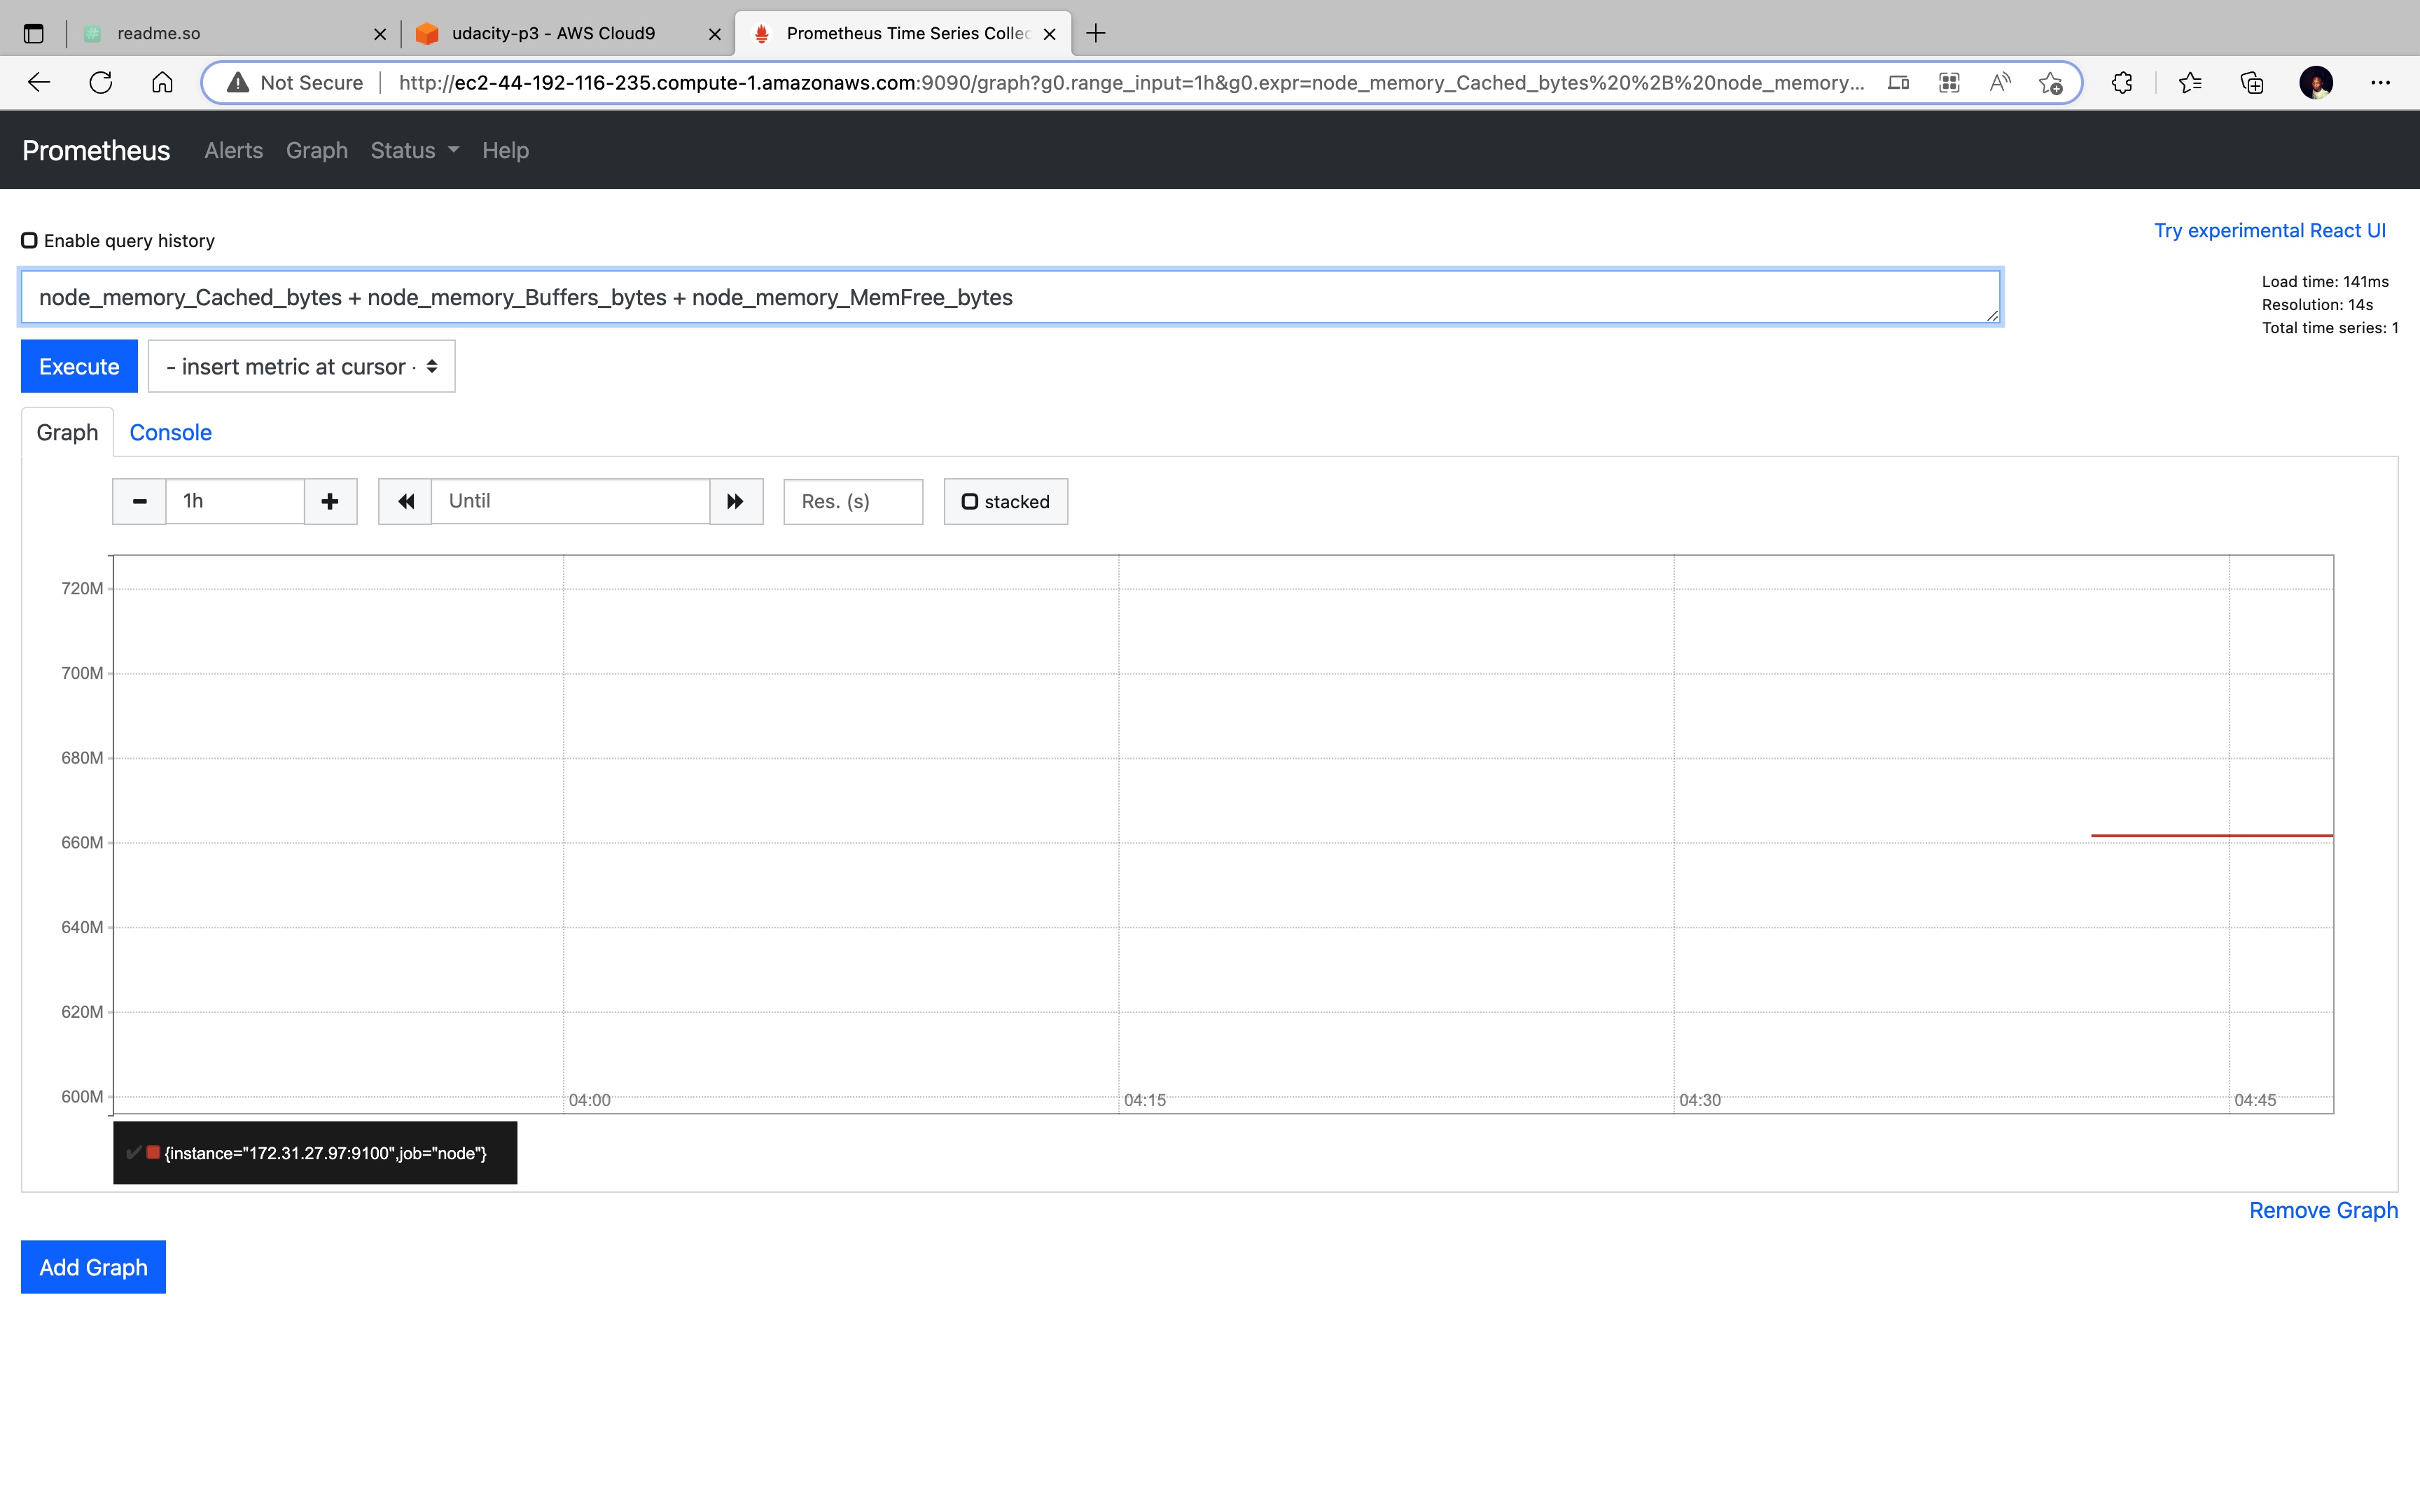 readme.so
udacity-p3 - AWS Cloud9
Prometheus Time Series Collec
Not Secure
http://ec2-44-192-116-235.compute-1.amazonaws.com:9090/graph?g0.range_input=1h&g0.expr=node_memory_Cached_bytes%20%2B%20node_memory...
Prometheus Alerts Graph Status Help
Enable query history
Try experimental React UI
node_memory_Cached_bytes + node_memory_Buffers_bytes + node_memory_MemFree_bytes
Load time: 141ms
Resolution: 14s
Total time series: 1
Execute
- insert metric at cursor -
Graph Console
1h
Until
Res. (s)
stacked
720M
700M
680M
660M
640M
620M
600M
04:00 04:15 04:30 04:45
{instance="172.31.27.97:9100",job="node"}
Remove Graph
Add Graph